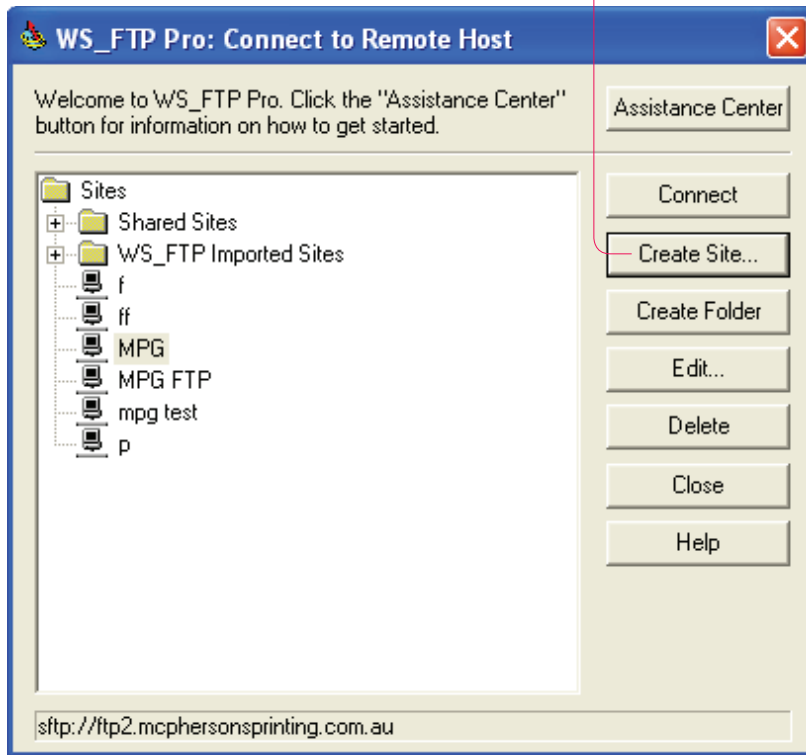 WS_FTP Pro: Connect to Remote Host
Welcome to WS_FTP Pro. Click the "Assistance Center"
button for information on how to get started.
Assistance Center
Sites
Shared Sites
WS_FTP Imported Sites
f
ff
MPG
MPG FTP
mpg test
p
Connect
Create Site...
Create Folder
Edit...
Delete
Close
Help
sftp://ftp2.mcphersonsprinting.com.au